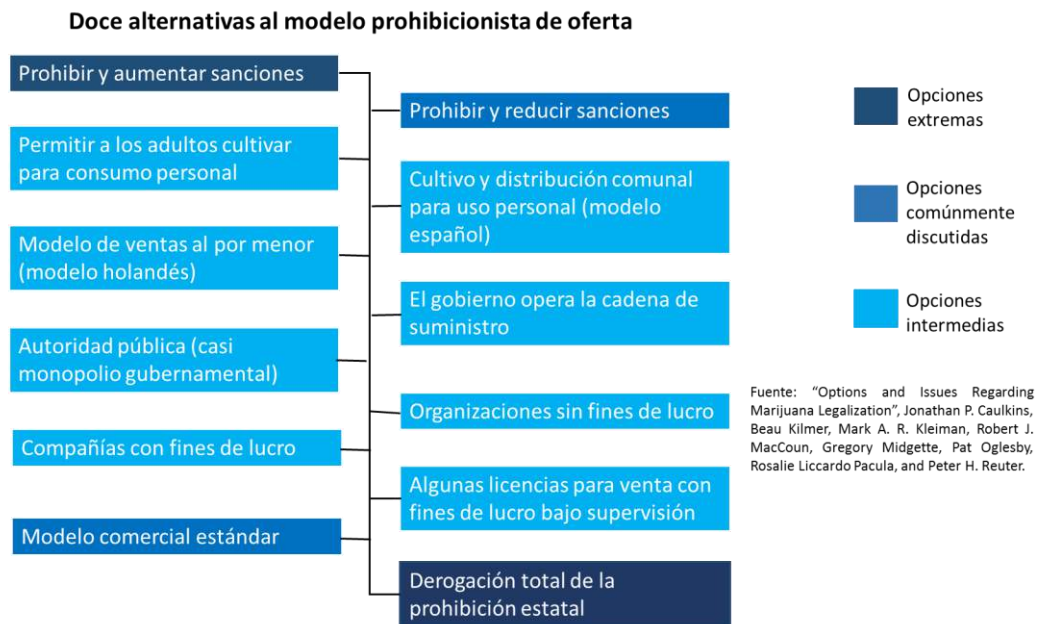 Doce alternativas al modelo prohibicionista de oferta
Prohibir y aumentar sanciones
Prohibir y reducir sanciones
Permitir a los adultos cultivar
para consumo personal
Cultivo y distribución comunal
para uso personal (modelo
español)
Modelo de ventas al por menor
(modelo holandés)
El gobierno opera la cadena de
suministro
Autoridad pública (casi
monopolio gubernamental)
Organizaciones sin fines de lucro
Compañías con fines de lucro
Algunas licencias para venta con
fines de lucro bajo supervisión
Modelo comercial estándar
Derogación total de la
prohibición estatal
Opciones
extremas
Opciones
comúnmente
discutidas
Opciones
intermedias
Fuente: “Options and Issues Regarding
Marijuana Legalization”, Jonathan P. Caulkins,
Beau Kilmer, Mark A. R. Kleiman, Robert J.
MacCoun, Gregory Midgette, Pat Oglesby,
Rosalie Liccardo Pacula, and Peter H. Reuter.